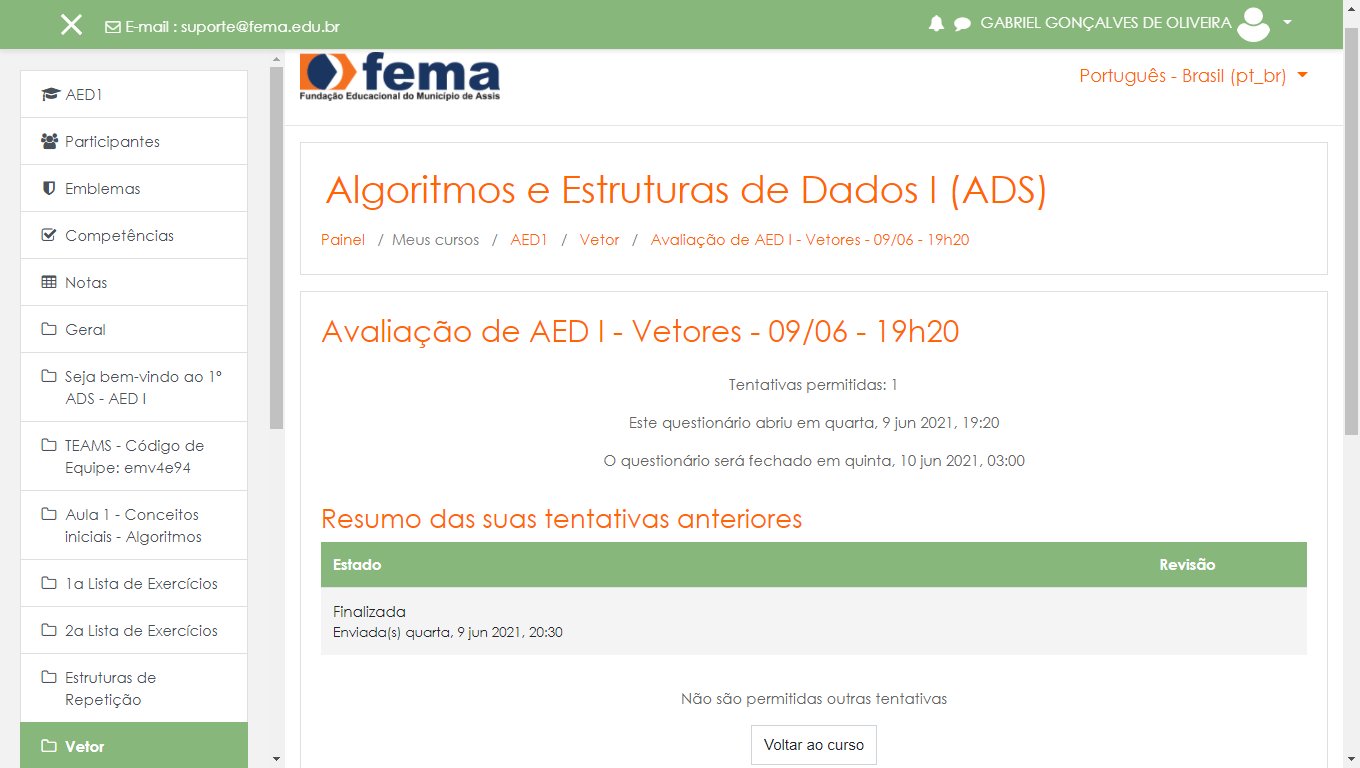 E-mail : suporte@fema.edu.br
GABRIEL GONÇALVES DE OLIVEIRA
AED1
Participantes
Emblemas
Competências
Notas
Geral
Seja bem-vindo ao 1º
ADS - AED I
TEAMS - Código de
Equipe: emv4e94
Aula 1 - Conceitos
iniciais - Algoritmos
1a Lista de Exercícios
2a Lista de Exercícios
Estruturas de
Repetição
Vetor
fema
Fundação Educacional do Município de Assis
Português - Brasil (pt_br)
Algoritmos e Estruturas de Dados I (ADS)
Painel / Meus cursos / AED1 / Vetor / Avaliação de AED I - Vetores - 09/06 - 19h20
Avaliação de AED I - Vetores - 09/06 - 19h20
Tentativas permitidas: 1
Este questionário abriu em quarta, 9 jun 2021, 19:20
O questionário será fechado em quinta, 10 jun 2021, 03:00
Resumo das suas tentativas anteriores
Estado Revisão
Finalizada
Enviada(s) quarta, 9 jun 2021, 20:30
Não são permitidas outras tentativas
Voltar ao curso